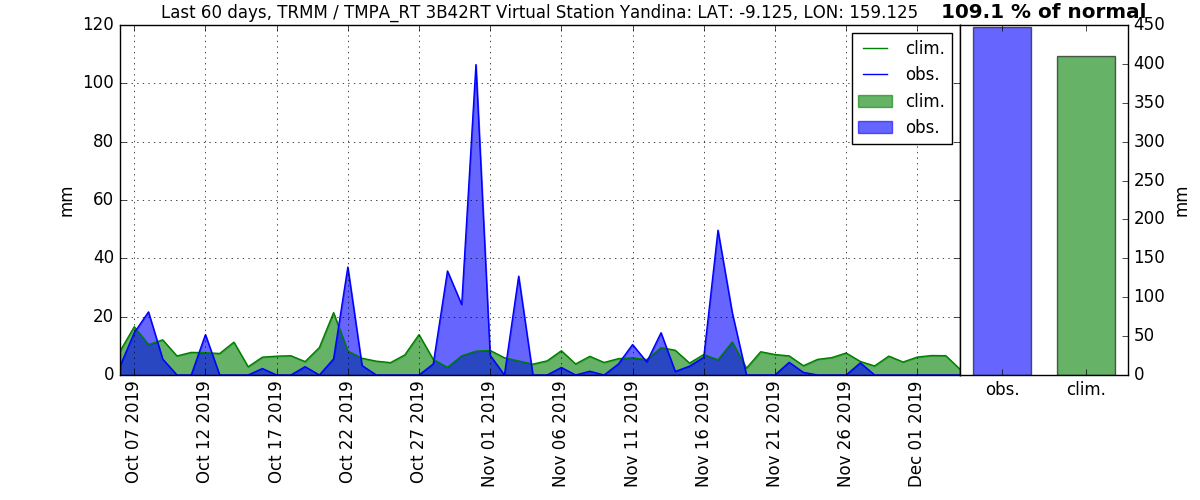 Last 60 days, TRMM / TMPA_RT 3B42RT Virtual Station Yandina: LAT: -9.125, LON: 159.125
109.1 % of normal
120
100
80
60
40
20
0
mm
clim.
obs.
clim.
obs.
450
400
350
300
250
200
150
100
50
0
mm
Oct 07 2019
Oct 12 2019
Oct 17 2019
Oct 22 2019
Oct 27 2019
Nov 01 2019
Nov 06 2019
Nov 11 2019
Nov 16 2019
Nov 21 2019
Nov 26 2019
Dec 01 2019
obs.
clim.